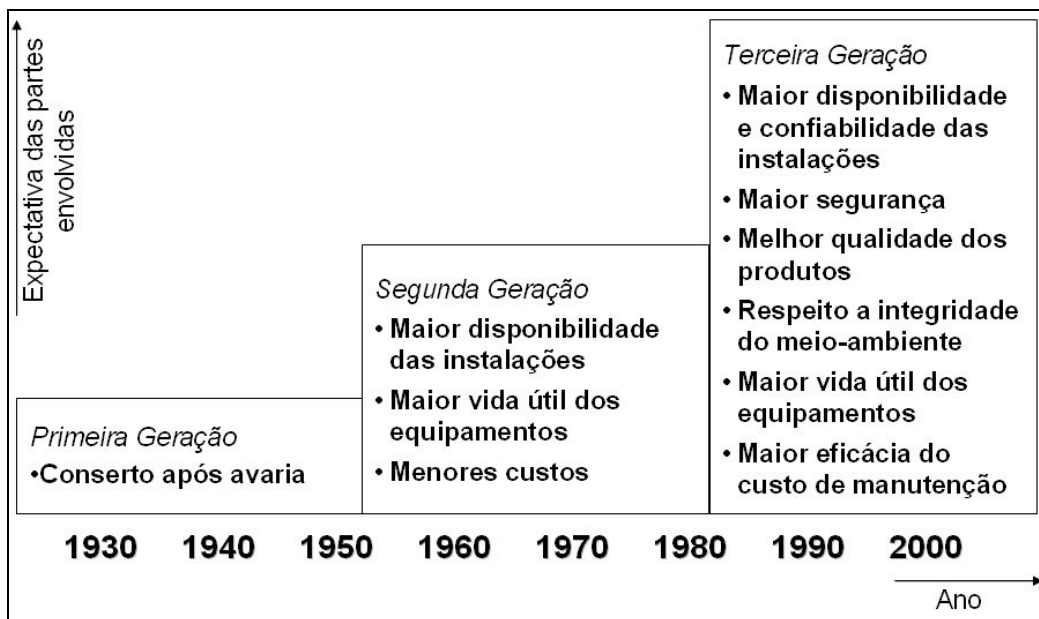 Expectativa das partes
envolvidas
Primeira Geração
•Conserto após avaria
Segunda Geração
• Maior disponibilidade
das instalações
• Maior vida útil dos
equipamentos
• Menores custos
Terceira Geração
• Maior disponibilidade
e confiabilidade das
instalações
• Maior segurança
• Melhor qualidade dos
produtos
• Respeito a integridade
do meio-ambiente
• Maior vida útil dos
equipamentos
• Maior eficácia do
custo de manutenção
1930 1940 1950 1960 1970 1980 1990 2000
Ano